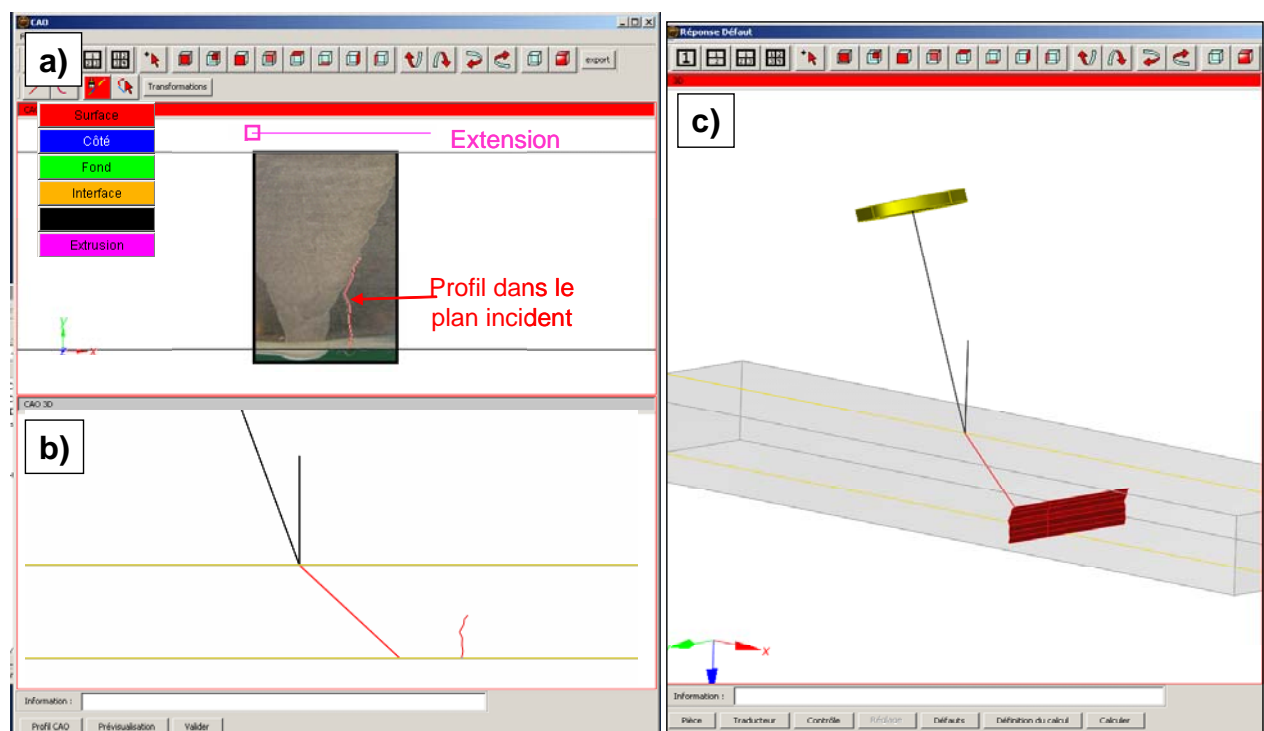 CAO
a)
export
Transformations
Surface
Côté
Fond
Interface
Extrusion
Extension
Profil dans le
plan incident
y
z
x
CAO 3D
b)
Information :
Profil CAO
Prévisualisation
Valider
Réponse Défaut
1
3D
c)
x
Information :
Pièce
Traducteur
Contrôle
Réglage
Défauts
Définition du calcul
Calculer